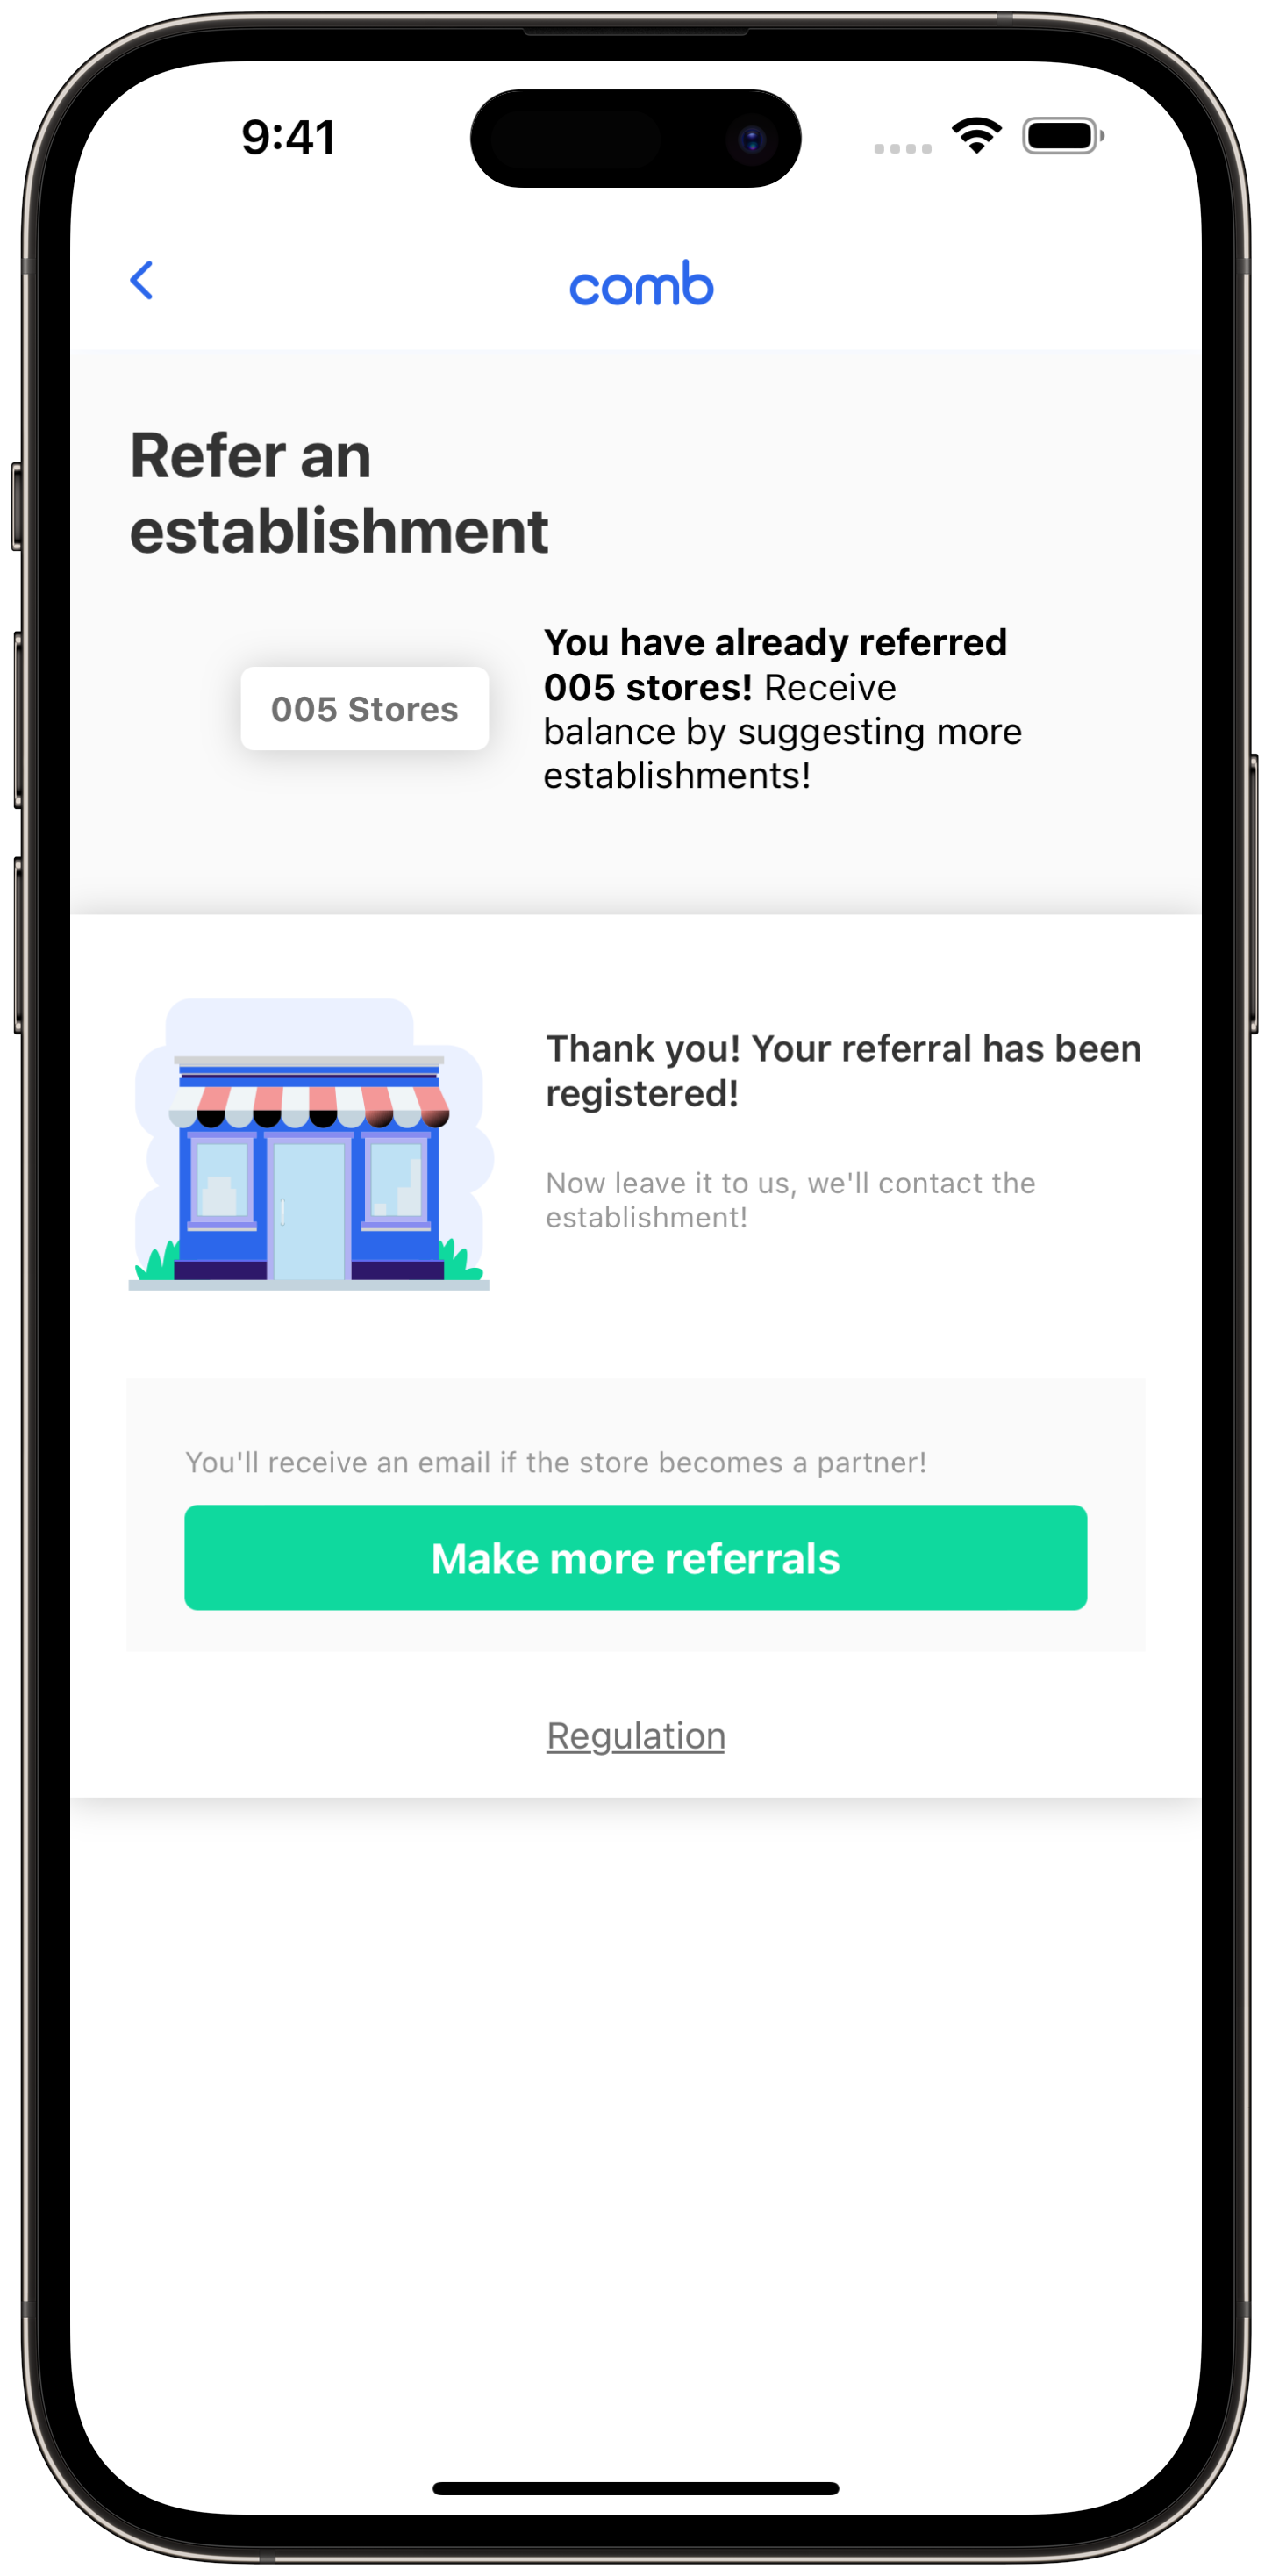 9:41
comb
Refer an
establishment
005 Stores
You have already referred
005 stores! Receive
balance by suggesting more
establishments!
Thank you! Your referral has been
registered!
Now leave it to us, we'll contact the
establishment!
You'll receive an email if the store becomes a partner!
Make more referrals
Regulation